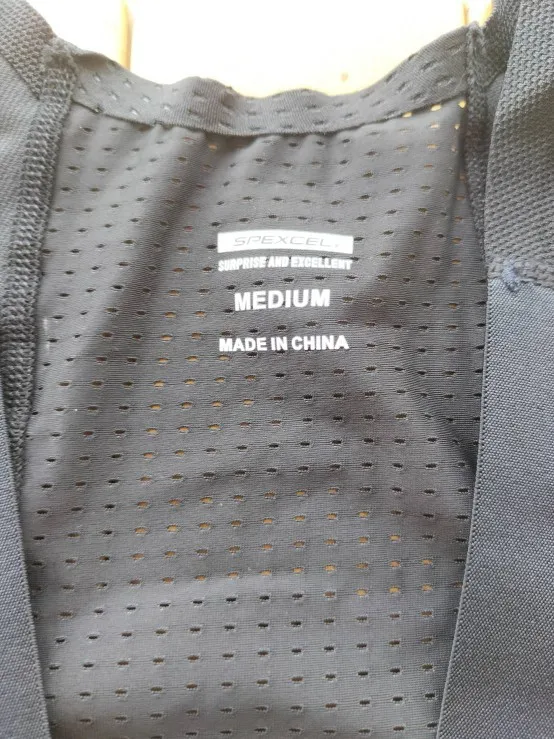 SPEXCEL
SURPRISE AND EXCELLENT
MEDIUM
MADE IN CHINA